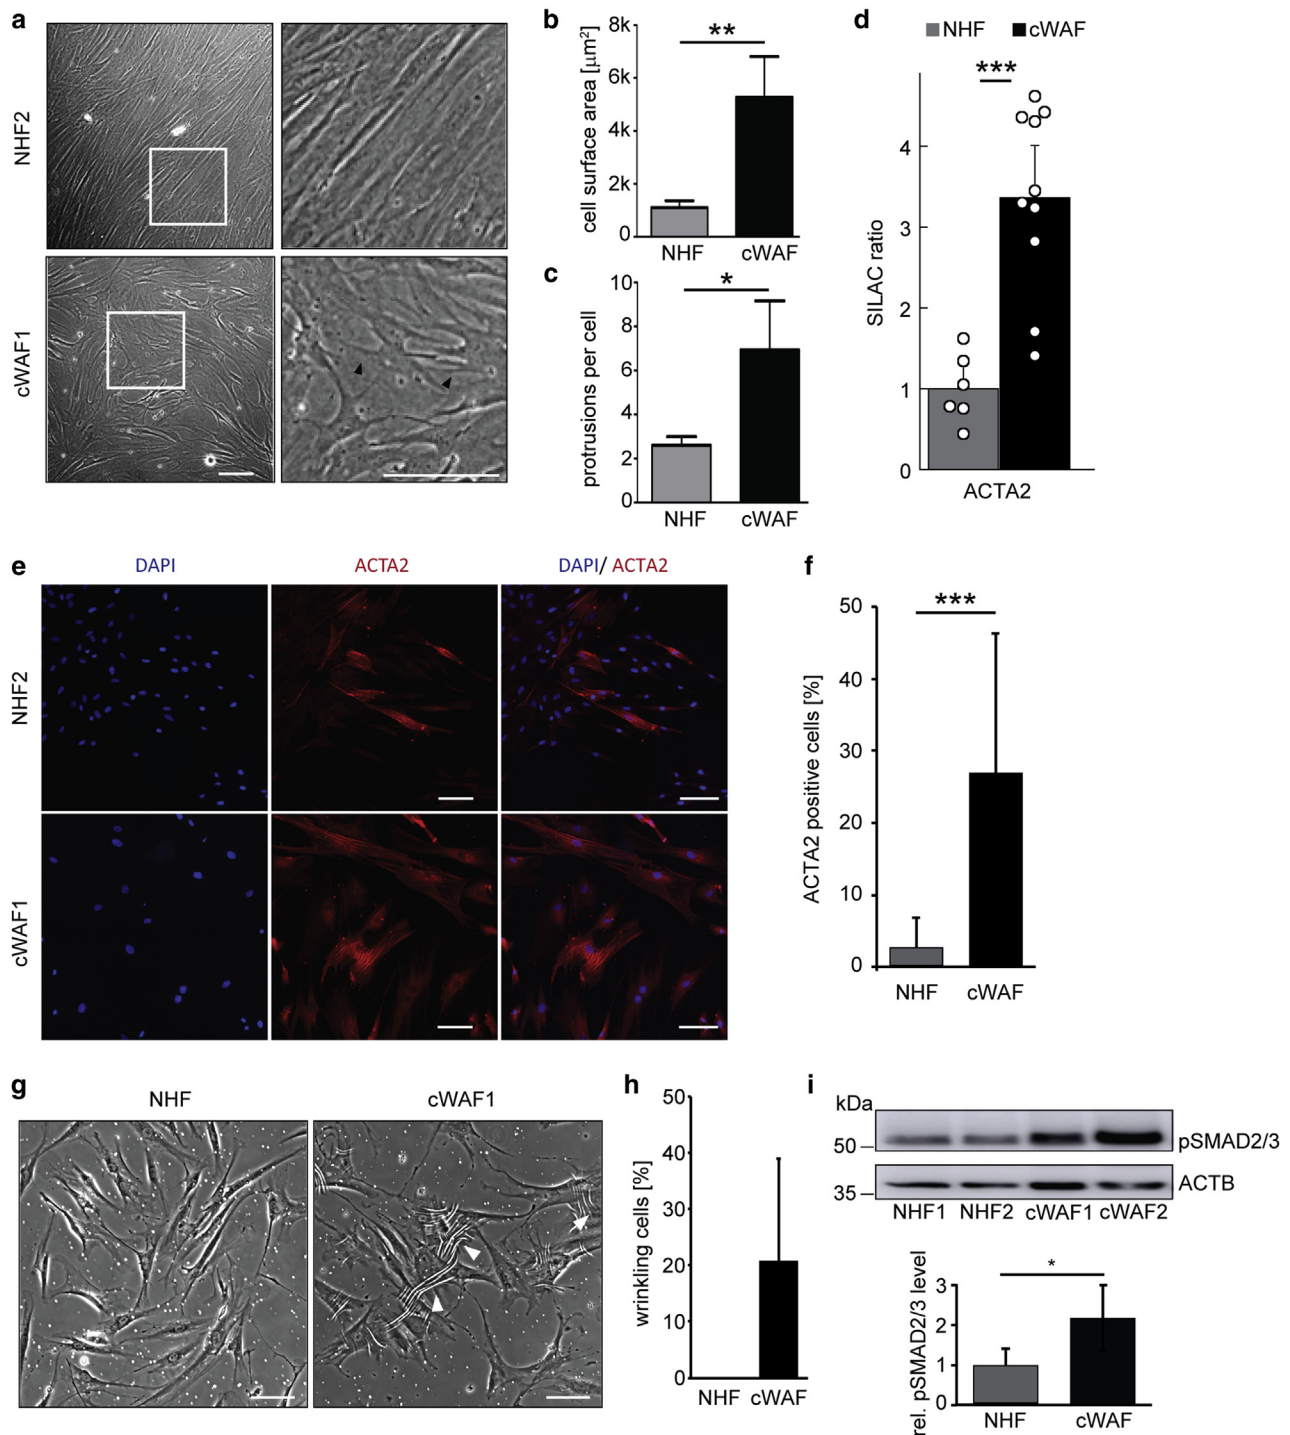 a
NHF2
cWAF1
b
cell surface area [µm²]
8k
6k
4k
2k
0
**
NHF
cWAF
c
protrusions per cell
10
8
6
4
2
0
*
NHF
cWAF
d
NHF
cWAF
***
SILAC ratio
4
3
2
1
0
ACTA2
e
DAPI
ACTA2
DAPI/ ACTA2
NHF2
cWAF1
f
ACTA2 positive cells [%]
50
40
30
20
10
0
***
NHF
cWAF
g
NHF
cWAF1
h
wrinkling cells [%]
50
40
30
20
10
0
NHF cWAF
i
kDa
50
pSMAD2/3
35
ACTB
NHF1 NHF2 cWAF1 cWAF2
rel. pSMAD2/3 level
3
2
1
0
*
NHF
cWAF